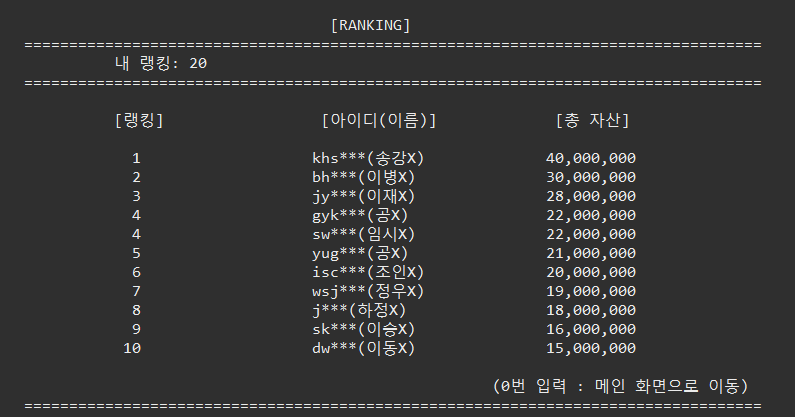 [RANKING]
==================================================================================
내 랭킹: 20
==================================================================================
[랭킹] [아이디(이름)] [총 자산]
1 khs***(송강X) 40,000,000
2 bh***(이병X) 30,000,000
3 jy***(이재X) 28,000,000
4 gyk***(공X) 22,000,000
4 sw***(임시X) 22,000,000
5 yug***(공X) 21,000,000
6 isc***(조인X) 20,000,000
7 wsj***(정우X) 19,000,000
8 j***(하정X) 18,000,000
9 sk***(이승X) 16,000,000
10 dw***(이동X) 15,000,000
(0번 입력 : 메인 화면으로 이동)
==================================================================================